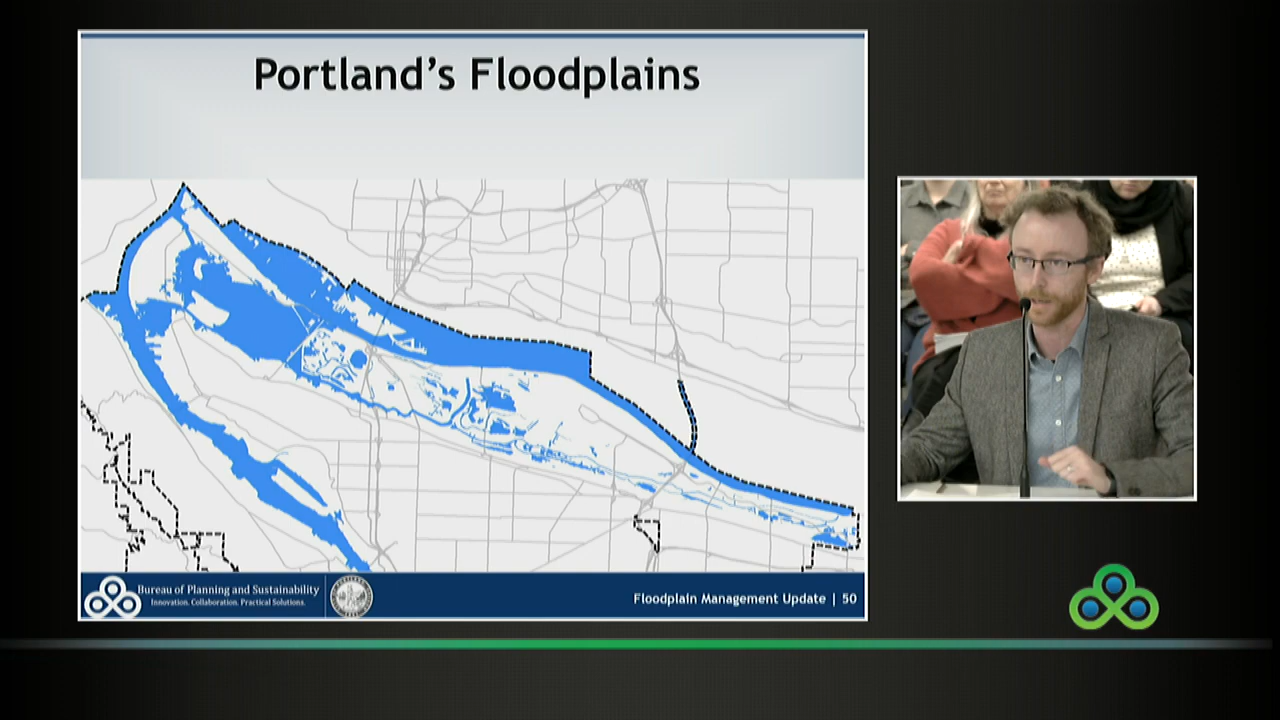 Portland's Floodplains
Bureau of Planning and Sustainability
Innovation. Collaboration. Practical Solutions.
Floodplain Management Update | 50